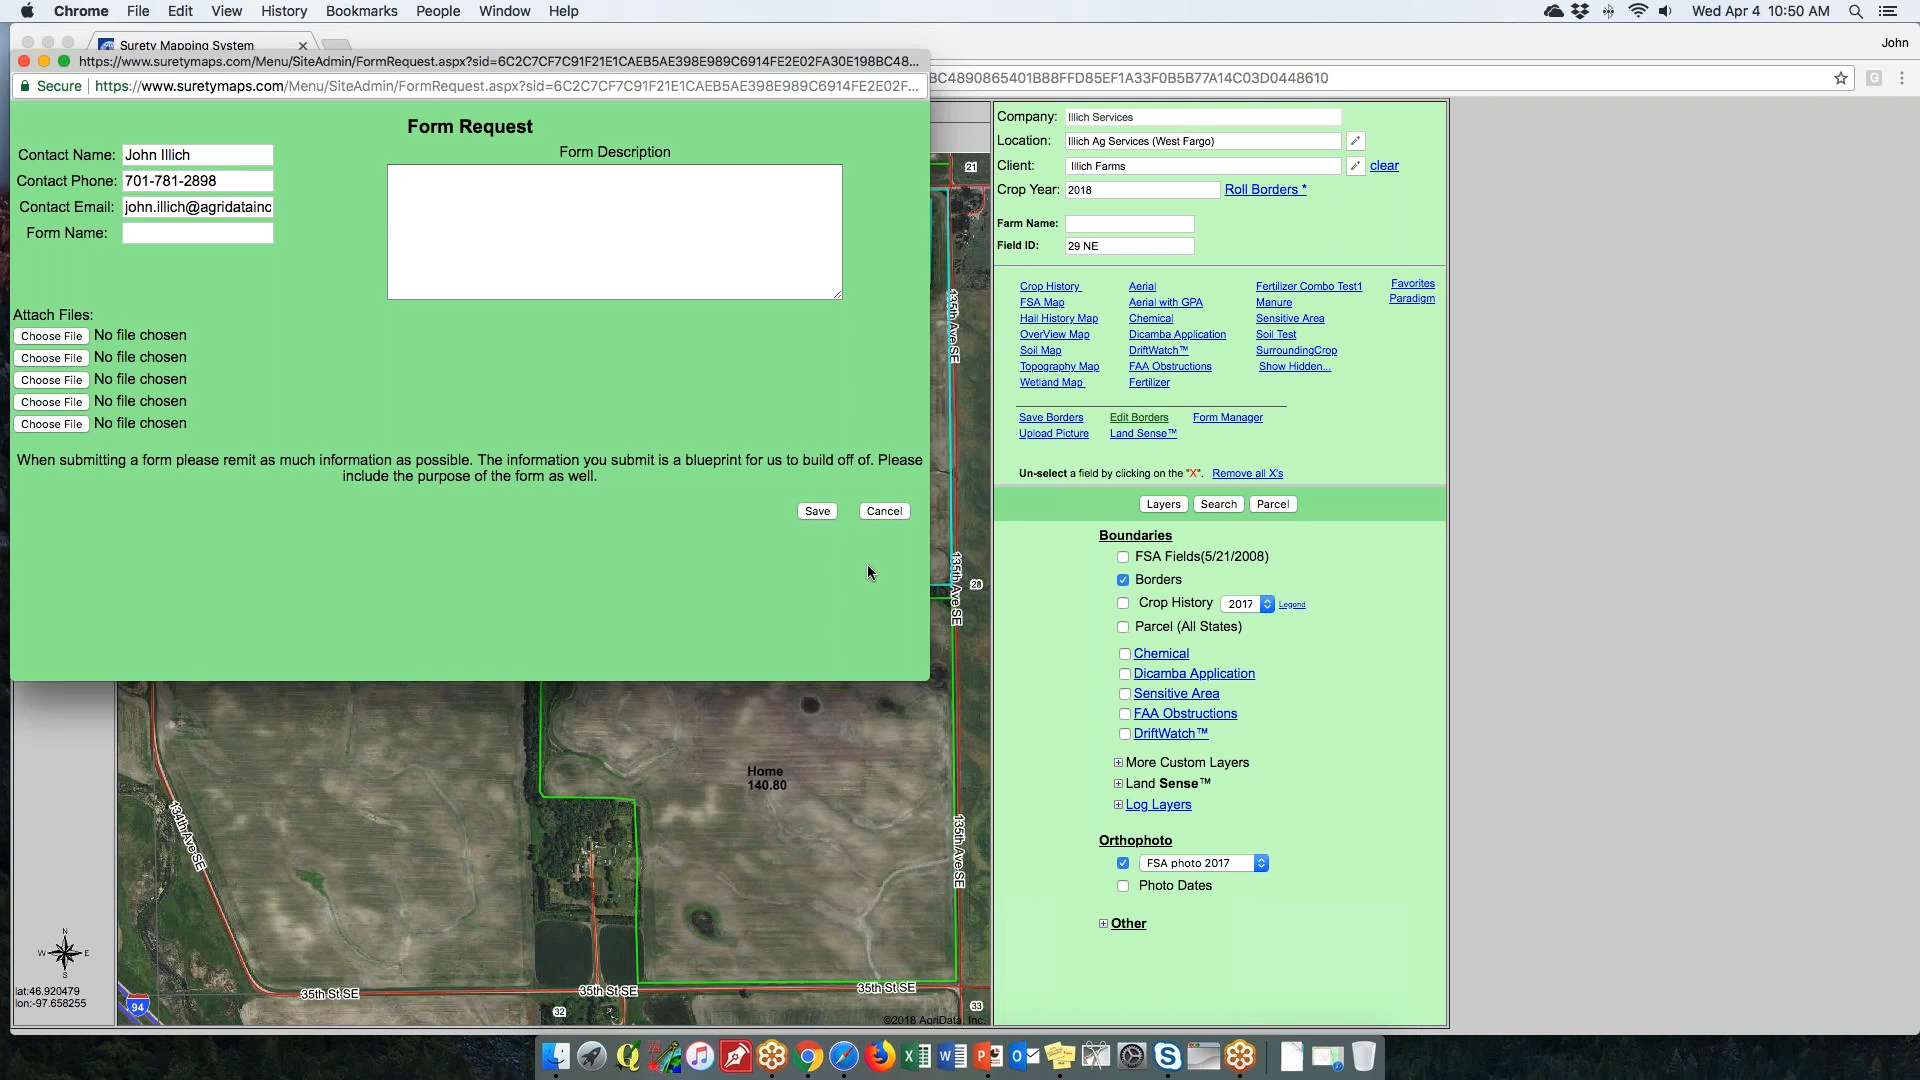 Chrome File Edit View History Bookmarks People Window Help
Wed Apr 4 10:50 AM
Surety Mapping System
John
https://www.suretymaps.com/Menu/SiteAdmin/FormRequest.aspx?sid=6C2C7CF7C91F21E1CAEB5AE398E989C6914FE2E02FA30E198BC48...
Secure https://www.suretymaps.com/Menu/SiteAdmin/FormRequest.aspx?sid=6C2C7CF7C91F21E1CAEB5AE398E989C6914FE2E02F...
BC4890865401B88FFD85EF1A33F0B5B77A14C03D0448610
Form Request
Contact Name: John Illich
Contact Phone: 701-781-2898
Contact Email: john.illich@agridatainc
Form Name:
Form Description
Attach Files:
Choose File No file chosen
Choose File No file chosen
Choose File No file chosen
Choose File No file chosen
Choose File No file chosen
When submitting a form please remit as much information as possible. The information you submit is a blueprint for us to build off of. Please
include the purpose of the form as well.
Save Cancel
Company: Illich Services
Location: Illich Ag Services (West Fargo)
Client: Illich Farms clear
Crop Year: 2018 Roll Borders *
Farm Name:
Field ID: 29 NE
Crop History Aerial Fertilizer Combo Test1 Favorites
FSA Map Aerial with GPA Manure Paradigm
Hail History Map Chemical Sensitive Area
OverView Map Dicamba Application Soil Test
Soil Map DriftWatch™ SurroundingCrop
Topography Map FAA Obstructions Show Hidden...
Wetland Map Fertilizer
Save Borders Edit Borders Form Manager
Upload Picture Land Sense™
Un-select a field by clicking on the "X". Remove all X's
Layers Search Parcel
Boundaries
FSA Fields(5/21/2008)
Borders
Crop History 2017 Legend
Parcel (All States)
Chemical
Dicamba Application
Sensitive Area
FAA Obstructions
DriftWatch™
More Custom Layers
Land Sense™
Log Layers
Orthophoto
FSA photo 2017
Photo Dates
Other
21
135th Ave SE
135th Ave SE
28
135th Ave SE
134th Ave SE
Home
140.80
35th St SE
35th St SE
35th St SE
94
32
33
N
W E
S
lat:46.920479
lon:-97.658255
©2018 AgriData, Inc.